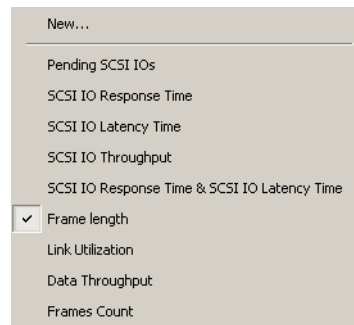 New...
Pending SCSI IOs
SCSI IO Response Time
SCSI IO Latency Time
SCSI IO Throughput
SCSI IO Response Time & SCSI IO Latency Time
Frame length
Link Utilization
Data Throughput
Frames Count